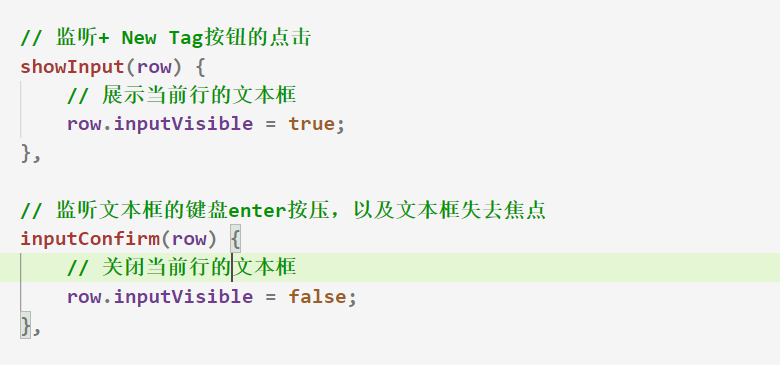 // 监听+ New Tag按钮的点击
showInput(row) {
// 展示当前行的文本框
row.inputVisible = true;
},
// 监听文本框的键盘enter按压，以及文本框失去焦点
inputConfirm(row) {
// 关闭当前行的文本框
row.inputVisible = false;
},